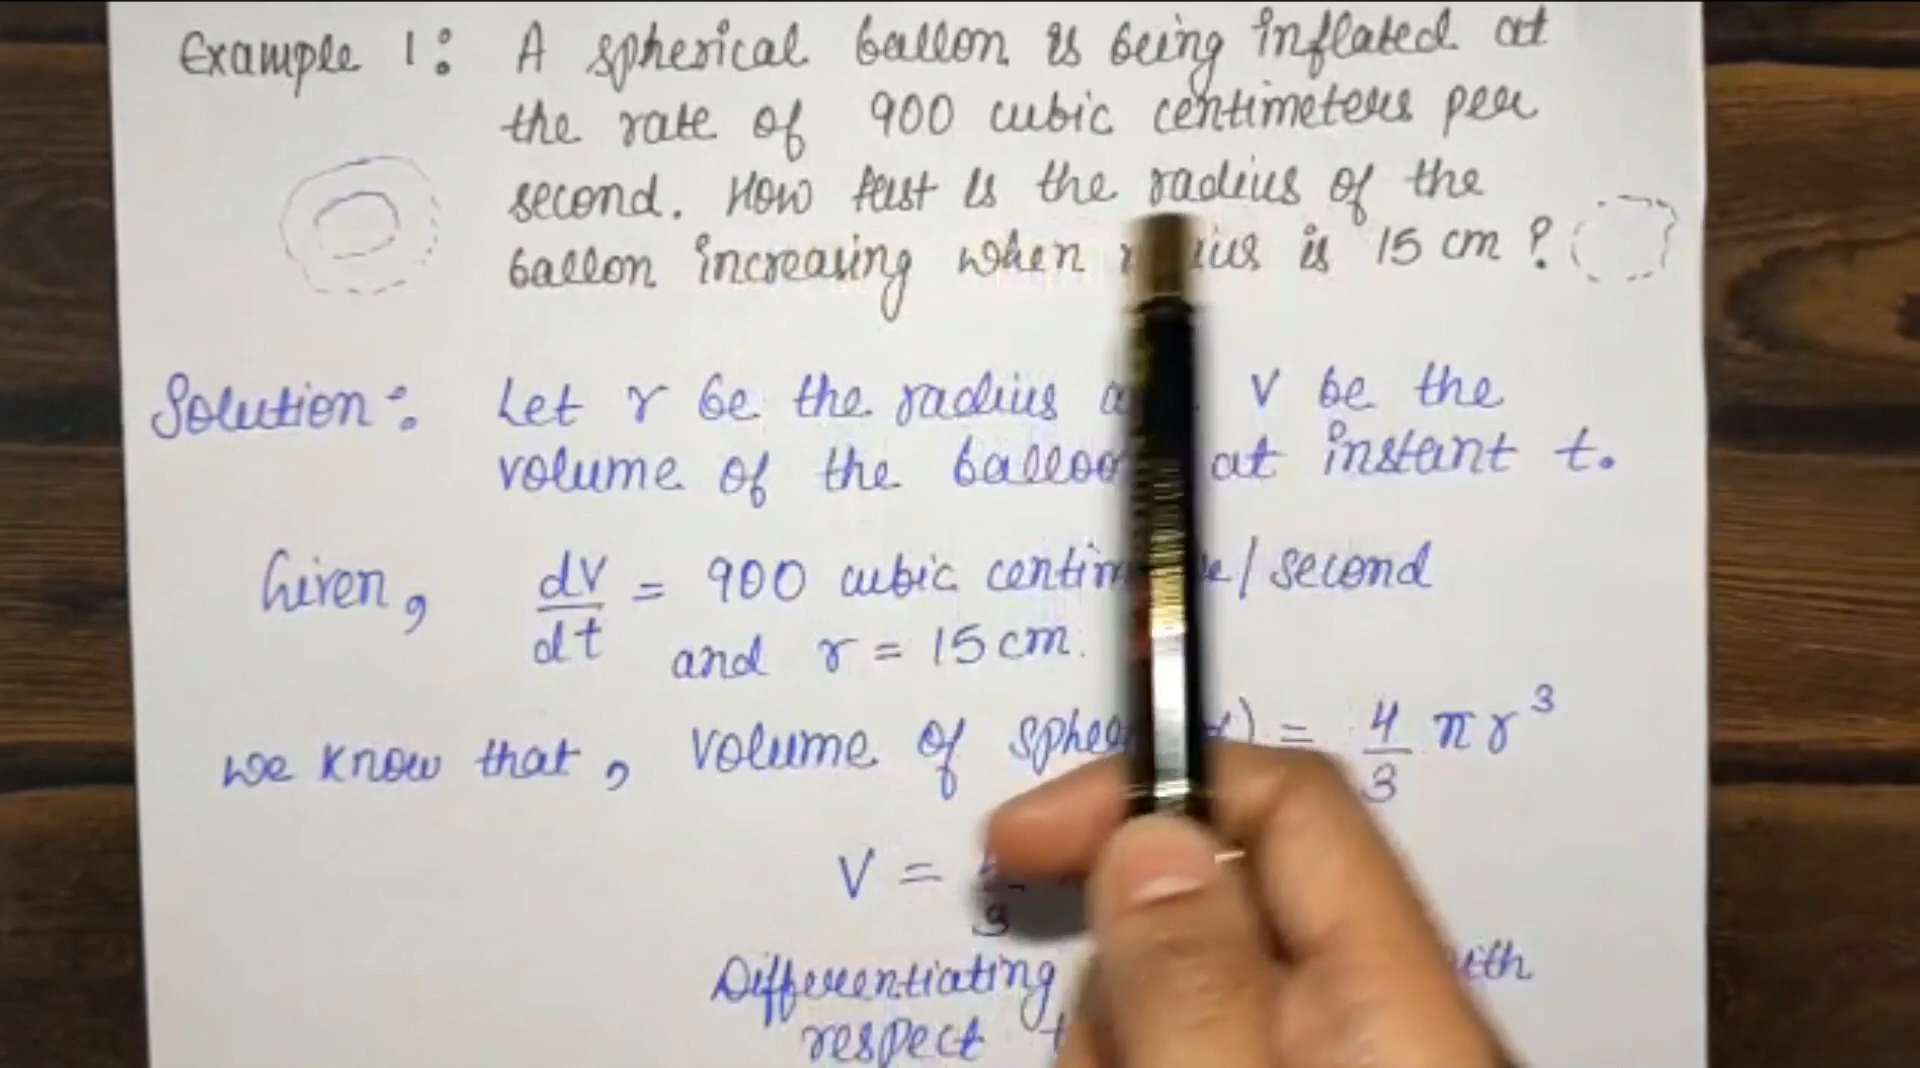 Example 1: A spherical ballon is being inflated at
the rate of 900 cubic centimeters per
second. How fast is the radius of the
ballon increasing when is 15 cm ?
Solution:. Let r be the radius V be the
volume of the at instant t.
Given, dv/dt = 900 cubic / second
and r = 15 cm.
we know that, volume of = 4/3 πr³
V =
Differentiating
respect